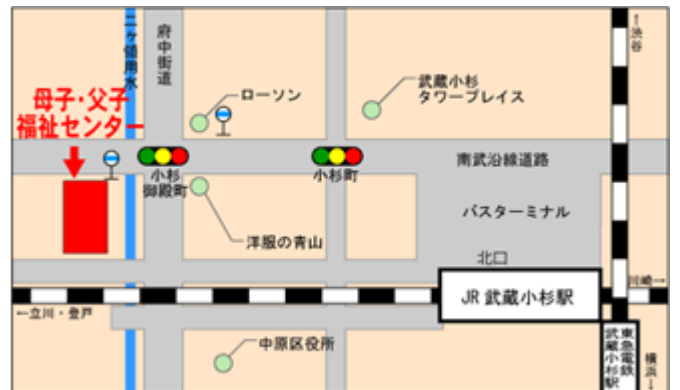 二ヶ領用水
府中街道
←渋谷
母子・父子
福祉センター
ローソン
武蔵小杉
タワープレイス
小杉
御殿町
小杉町
南武沿線道路
洋服の青山
バスターミナル
北口
川崎→
JR 武蔵小杉駅
←立川・登戸
中原区役所
東急電鉄
武蔵小杉駅
横浜→